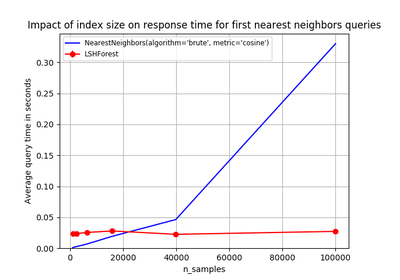 Impact of index size on response time for first nearest neighbors queries
NearestNeighbors(algorithm='brute', metric='cosine')
LSHForest
Average query time in seconds
0.30
0.25
0.20
0.15
0.10
0.05
0.00
0 20000 40000 60000 80000 100000
n_samples